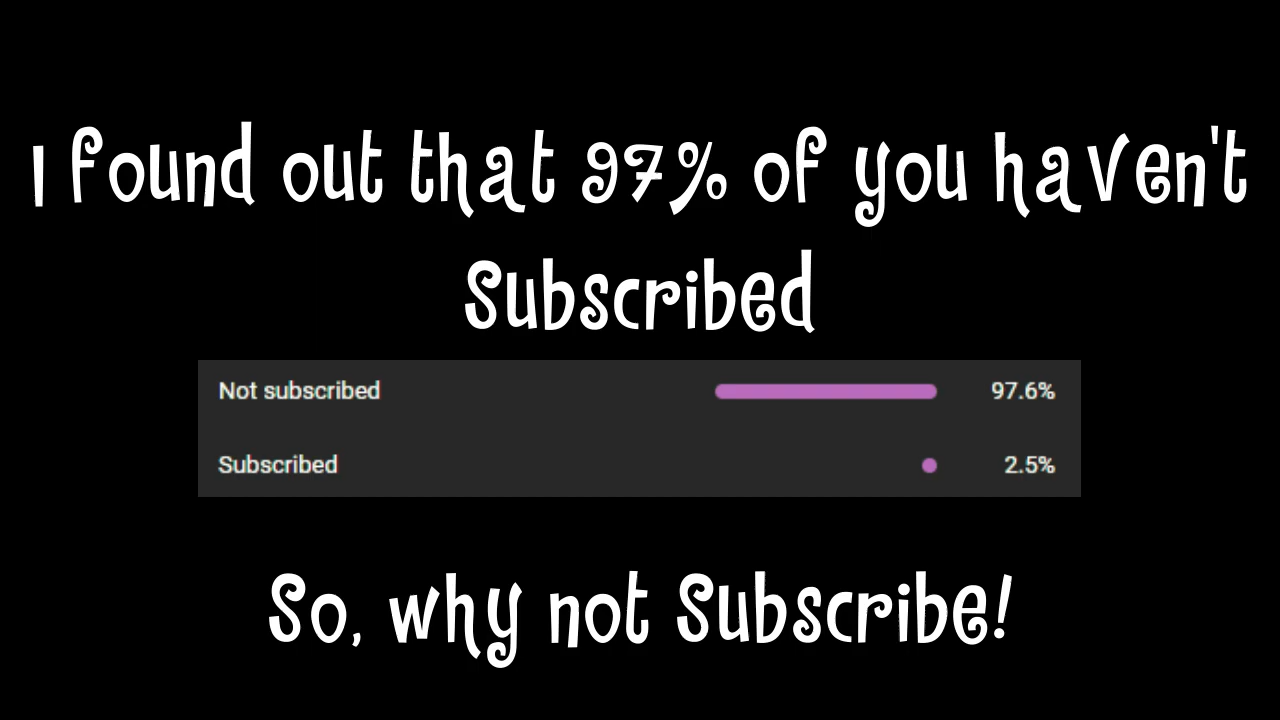 I found out that 97% of you haven't
Subscribed
Not subscribed 97.6%
Subscribed 2.5%
So, why not Subscribe!